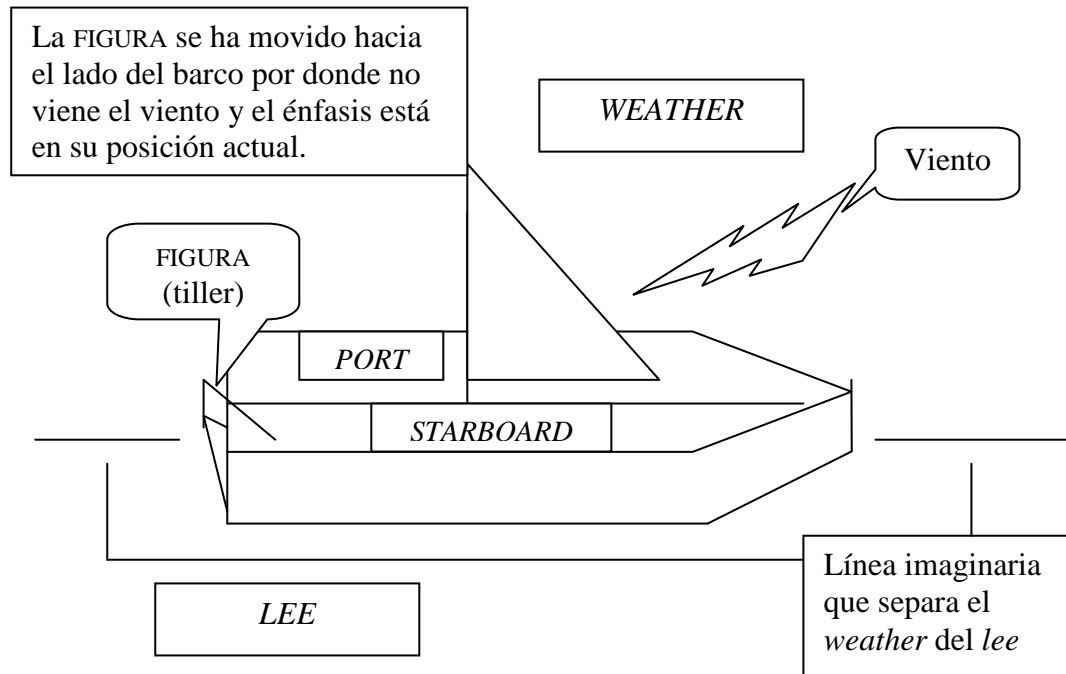 La FIGURA se ha movido hacia
el lado del barco por donde no
viene el viento y el énfasis está
en su posición actual.
WEATHER
Viento
FIGURA
(tiller)
PORT
STARBOARD
LEE
Línea imaginaria
que separa el
weather del lee